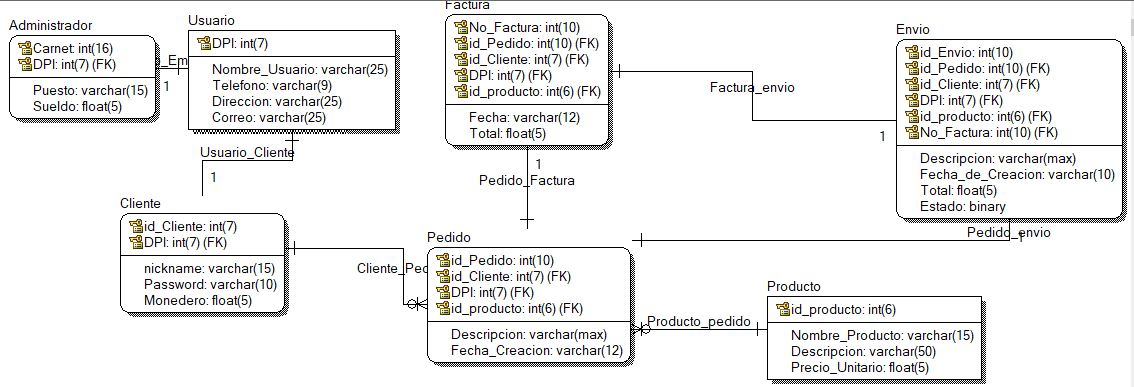 Administrador
Carnet: int(16)
DPI: int(7) (FK)
Puesto: varchar(15)
Sueldo: float(5)
1
Usuario
DPI: int(7)
Nombre_Usuario: varchar(25)
Telefono: varchar(9)
Direccion: varchar(25)
Correo: varchar(25)
Usuario_Cliente
1
Factura
No_Factura: int(10)
id_Pedido: int(10) (FK)
id_Cliente: int(7) (FK)
DPI: int(7) (FK)
id_producto: int(6) (FK)
Fecha: varchar(12)
Total: float(5)
1
Pedido_Factura
Factura_envio
1
Envio
id_Envio: int(10)
id_Pedido: int(10) (FK)
id_Cliente: int(7) (FK)
DPI: int(7) (FK)
id_producto: int(6) (FK)
No_Factura: int(10) (FK)
Descripcion: varchar(max)
Fecha_de_Creacion: varchar(10)
Total: float(5)
Estado: binary
Pedido_envio
Cliente
id_Cliente: int(7)
DPI: int(7) (FK)
nickname: varchar(15)
Password: varchar(10)
Monedero: float(5)
Cliente_Ped
Pedido
id_Pedido: int(10)
id_Cliente: int(7) (FK)
DPI: int(7) (FK)
id_producto: int(6) (FK)
Descripcion: varchar(max)
Fecha_Creacion: varchar(12)
Producto_pedido
Producto
id_producto: int(6)
Nombre_Producto: varchar(15)
Descripcion: varchar(50)
Precio_Unitario: float(5)